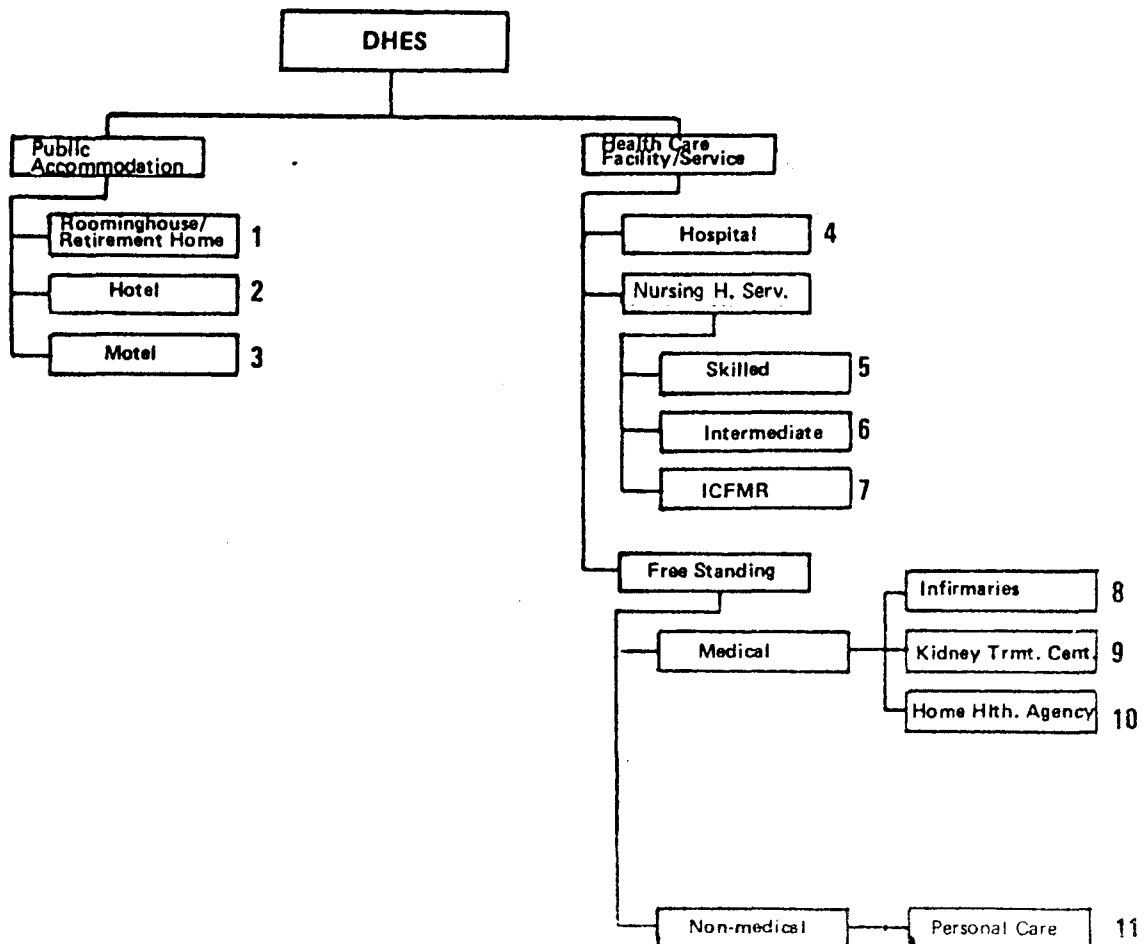 DHES
Public
Accommodation
Health Care
Facility/Service
Roominghouse/
Retirement Home 1
Hotel 2
Motel 3
Hospital 4
Nursing H. Serv.
Skilled 5
Intermediate 6
ICFMR 7
Free Standing
Infirmaries 8
Medical
Kidney Trmt. Cent. 9
Home Hlth. Agency 10
Non-medical
Personal Care 11